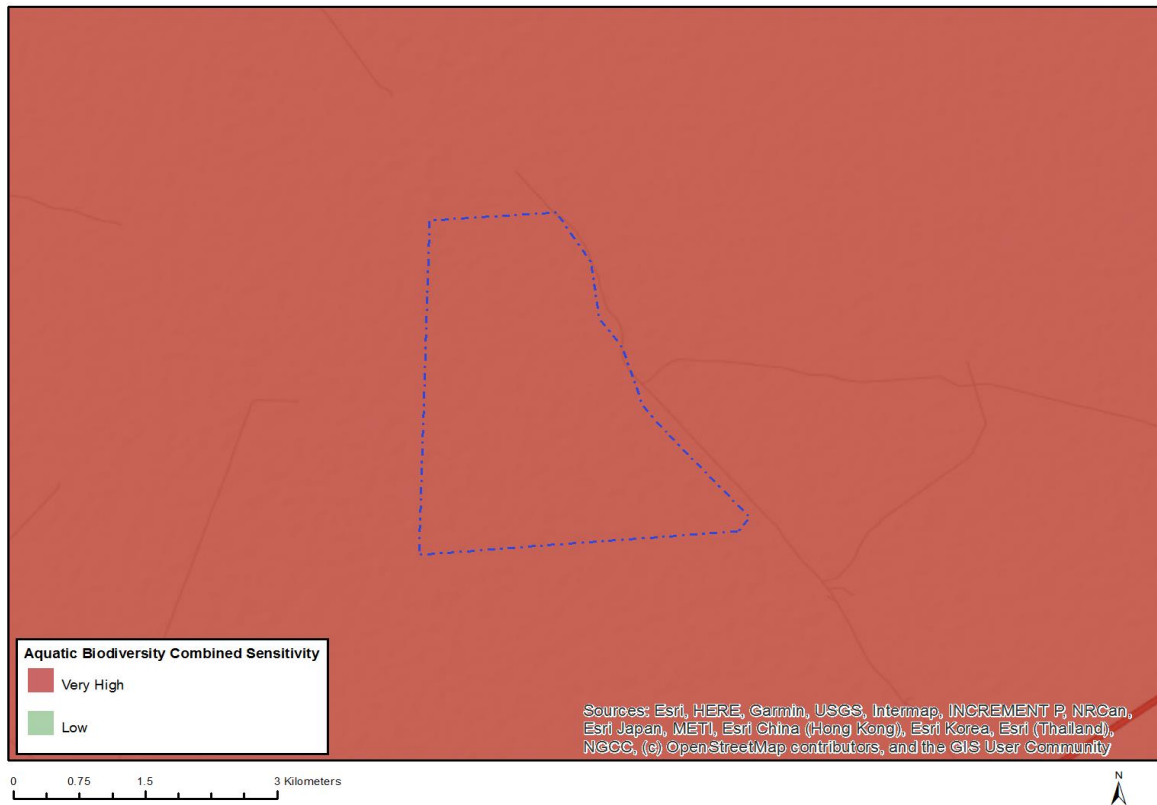 Aquatic Biodiversity Combined Sensitivity
Very High
Low
Sources: Esri, HERE, Garmin, USGS, Intermap, INCREMENT P, NRCan,
Esri Japan, METI, Esri China (Hong Kong), Esri Korea, Esri (Thailand),
NGCC, (c) OpenStreetMap contributors, and the GIS User Community
0 0.75 1.5 3 Kilometers
N